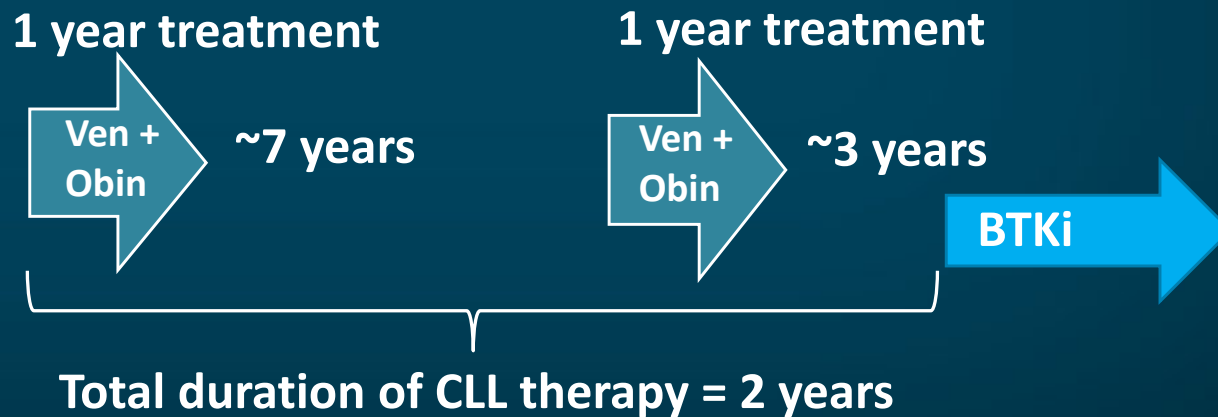 1 year treatment
Ven +
Obin
~7 years
1 year treatment
Ven +
Obin
~3 years
BTKi
Total duration of CLL therapy = 2 years